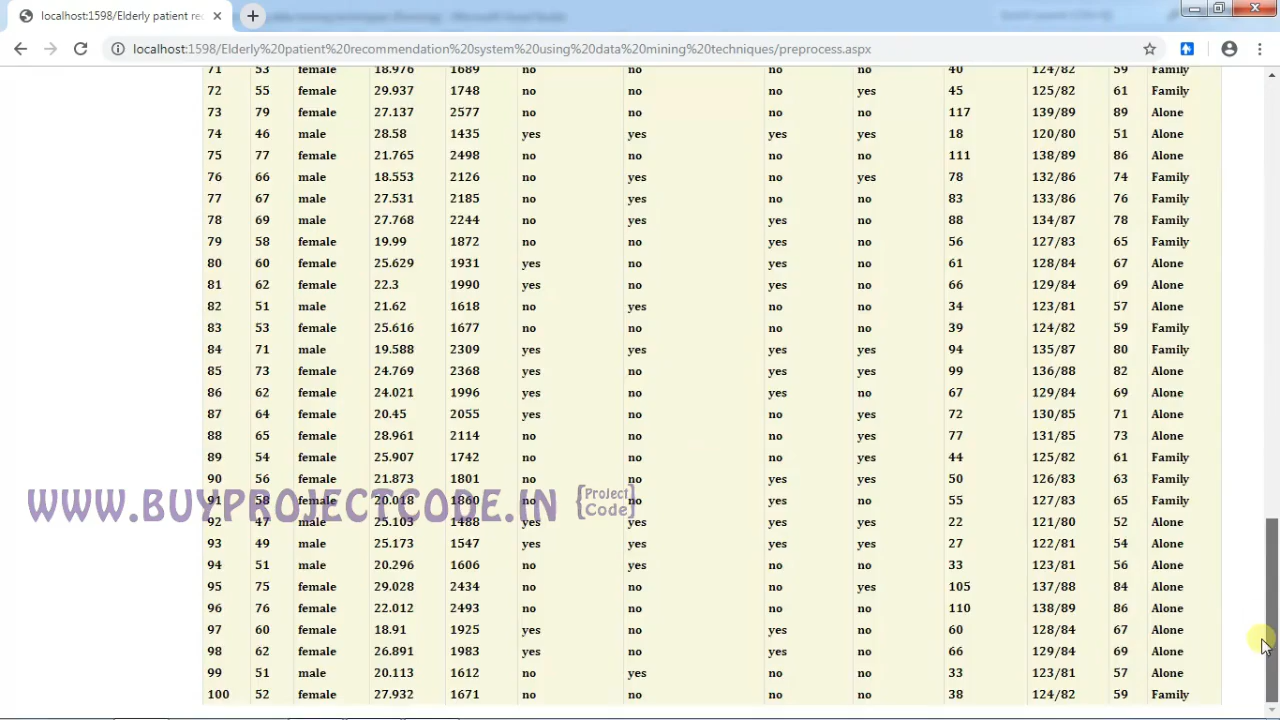 localhost:1598/Elderly patient rec
localhost:1598/Elderly%20patient%20recommendation%20system%20using%20data%20mining%20techniques/preprocess.aspx
71 53 female 18.976 1689 no no no no 40 124/82 59 Family
72 55 female 29.937 1748 no no no yes 45 125/82 61 Family
73 79 female 27.137 2577 no no no no 117 139/89 89 Alone
74 46 male 28.58 1435 yes yes yes yes 18 120/80 51 Alone
75 77 female 21.765 2498 no no no no 111 138/89 86 Alone
76 66 male 18.553 2126 no yes no yes 78 132/86 74 Family
77 67 male 27.531 2185 no yes no no 83 133/86 76 Family
78 69 male 27.768 2244 no yes yes no 88 134/87 78 Family
79 58 female 19.99 1872 no no yes no 56 127/83 65 Family
80 60 female 25.629 1931 yes no yes no 61 128/84 67 Alone
81 62 female 22.3 1990 yes no yes no 66 129/84 69 Alone
82 51 male 21.62 1618 no yes no no 34 123/81 57 Alone
83 53 female 25.616 1677 no no no no 39 124/82 59 Family
84 71 male 19.588 2309 yes yes yes yes 94 135/87 80 Family
85 73 female 24.769 2368 yes no yes yes 99 136/88 82 Alone
86 62 female 24.021 1996 yes no yes no 67 129/84 69 Alone
87 64 female 20.45 2055 yes no no yes 72 130/85 71 Alone
88 65 female 28.961 2114 no no no yes 77 131/85 73 Alone
89 54 female 25.907 1742 no no no yes 44 125/82 61 Family
90 56 female 21.873 1801 no no yes yes 50 126/83 63 Family
91 58 female 20.018 1860 no no yes no 55 127/83 65 Family
WWW.BUYPROJECTCODE.IN {Project Code}
92 47 male 25.103 1488 yes yes yes yes 22 121/80 52 Alone
93 49 male 25.173 1547 yes yes yes yes 27 122/81 54 Alone
94 51 male 20.296 1606 no yes no no 33 123/81 56 Alone
95 75 female 29.028 2434 no no no yes 105 137/88 84 Alone
96 76 female 22.012 2493 no no no no 110 138/89 86 Alone
97 60 female 18.91 1925 yes no yes no 60 128/84 67 Alone
98 62 female 26.891 1983 yes no yes no 66 129/84 69 Alone
99 51 male 20.113 1612 no yes no no 33 123/81 57 Alone
100 52 female 27.932 1671 no no no no 38 124/82 59 Family